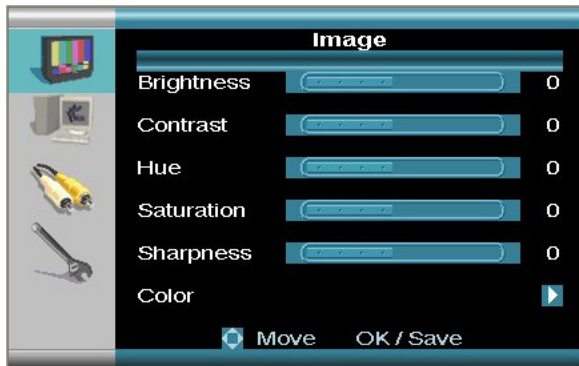 Image
Brightness 0
Contrast 0
Hue 0
Saturation 0
Sharpness 0
Color
Move OK / Save